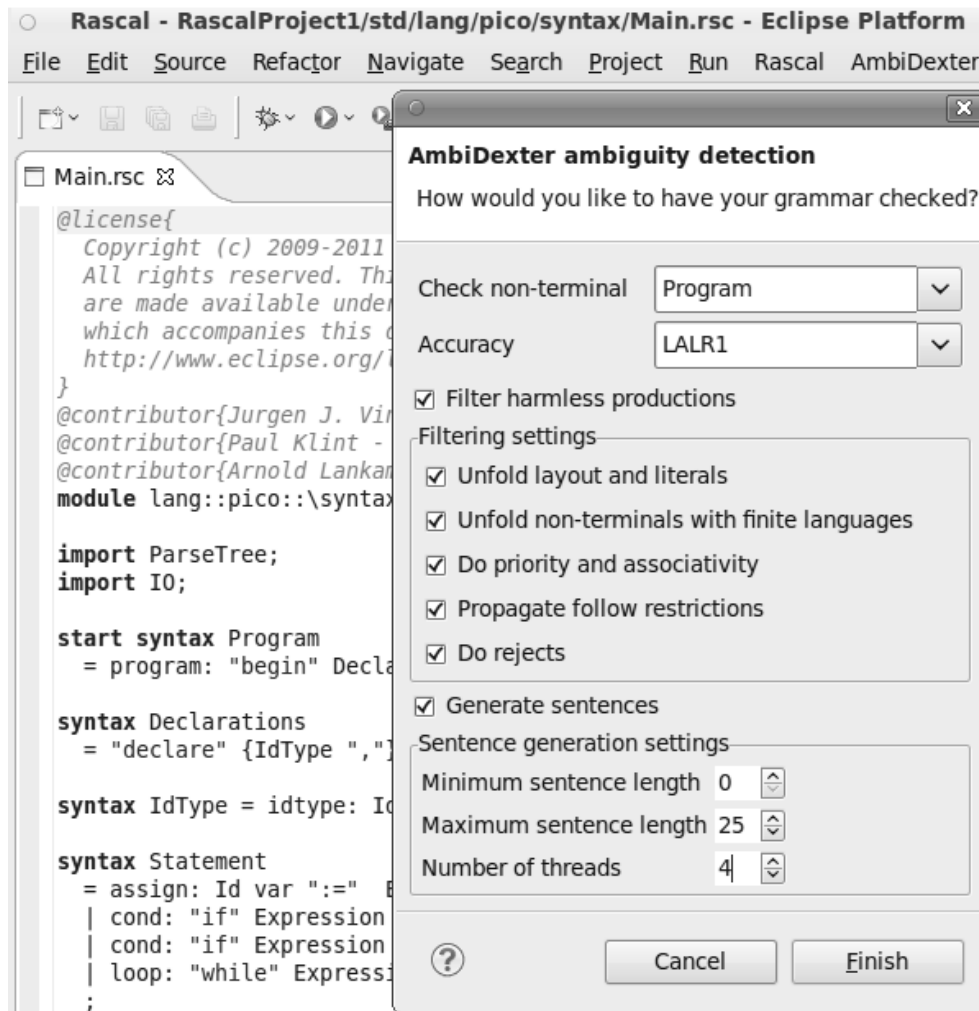 Rascal - RascalProject1/std/lang/pico/syntax/Main.rsc - Eclipse Platform
File Edit Source Refactor Navigate Search Project Run Rascal AmbiDexter
Main.rsc
@license{
Copyright (c) 2009-2011
All rights reserved.
are made available under
which accompanies this
http://www.eclipse.org/
}
@contributor{Jurgen J.
@contributor{Paul Klint -
@contributor{Arnold
module lang::pico::\syntax
import ParseTree;
import IO;
start syntax Program
= program: "begin"
syntax Declarations
= "declare" {IdType ","}
syntax IdType = idtype:
syntax Statement
= assign: Id var ":="
| cond: "if" Expression
| cond: "if" Expression
| loop: "while"
;
AmbiDexter ambiguity detection
How would you like to have your grammar checked?
Check non-terminal Program
Accuracy LALR1
Filter harmless productions
Filtering settings
Unfold layout and literals
Unfold non-terminals with finite languages
Do priority and associativity
Propagate follow restrictions
Do rejects
Generate sentences
Sentence generation settings
Minimum sentence length 0
Maximum sentence length 25
Number of threads 4
? Cancel Finish